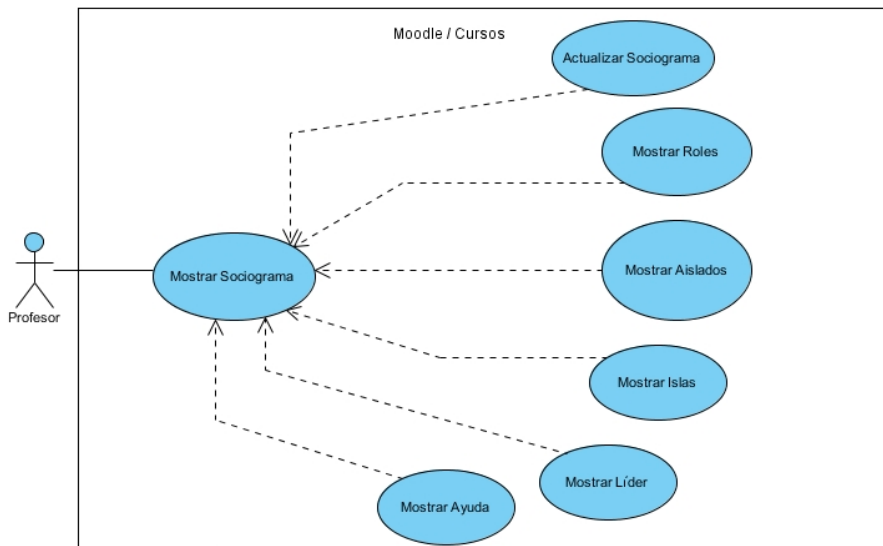 Moodle / Cursos
Actualizar Sociograma
Mostrar Roles
Mostrar Sociograma
Mostrar Aislados
Profesor
Mostrar Islas
Mostrar Líder
Mostrar Ayuda